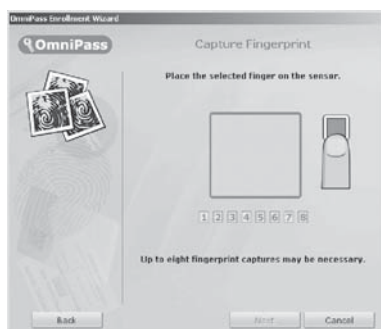 OmniPass Enrollment Wizard
OmniPass
Capture Fingerprint
Place the selected finger on the sensor.
1 2 3 4 5 6 7 8
Up to eight fingerprint captures may be necessary.
Back
Next
Cancel